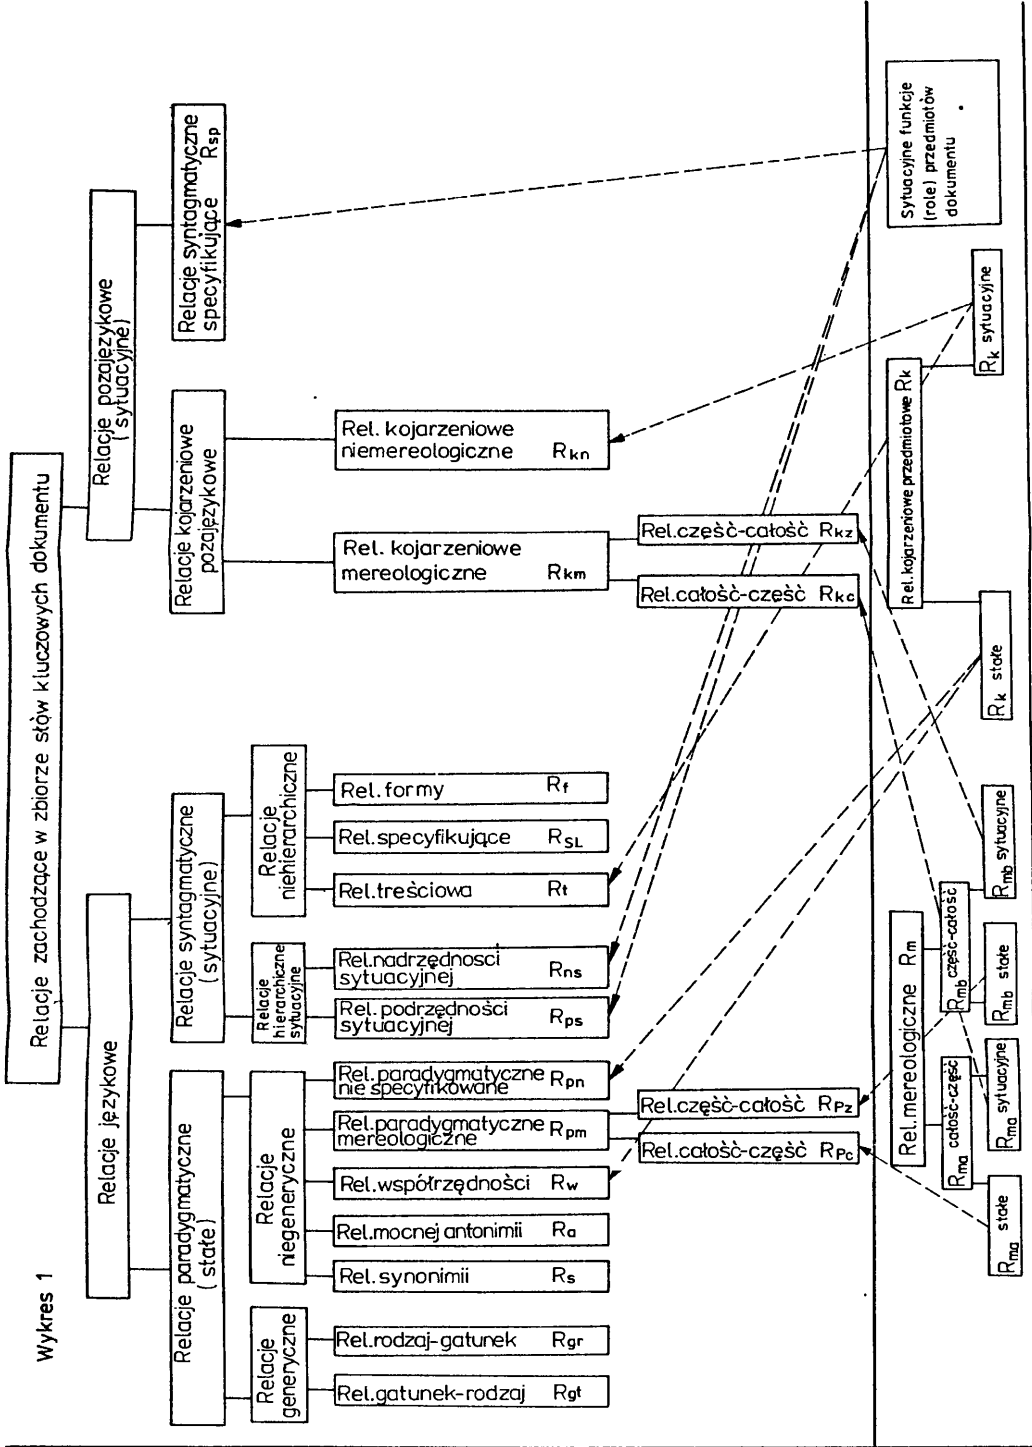 Wykres 1
Relacje zachodzące w zbiorze słów kluczowych dokumentu
Relacje językowe
Relacje pozajęzykowe
(sytuacyjne)
Relacje paradygmatyczne
(stałe)
Relacje syntagmatyczne
(sytuacyjne)
Relacje kojarzeniowe
pozajęzykowe
Relacje syntagmatyczne
specyfikujące Rsp
Relacje
generyczne
Relacje
niegeneryczne
Relacje
hierarchiczne
sytuacyjne
Relacje
niehierarchiczne
Rel.gatunek-rodzaj Rgt
Rel.rodzaj-gatunek Rgr
Rel.synonimii Rs
Rel.mocnej antonimii Ra
Rel.współrzędności Rw
Rel.paradygmatyczne
mereologiczne Rpm
Rel.paradygmatyczne
nie specyfikowane Rpn
Rel. podrzędności
sytuacyjnej Rps
Rel.nadrzędnosci
sytuacyjnej Rns
Rel.treściowa Rt
Rel.specyfikujące RSL
Rel.formy Rf
Rel. kojarzeniowe
mereologiczne Rkm
Rel. kojarzeniowe
niemereologiczne Rkn
Rel.całość-część RPc
Rel.część-całość RPz
Rel.całość-część Rkc
Rel.część-całość Rkz
Rel.mereologiczne Rm
Rma całość-część
Rmb część-całość
Rma stałe
Rma sytuacyjne
Rmb stałe
Rmb sytuacyjne
Rel.kojarzeniowe przedmiotowe Rk
Rk stałe
Rk sytuacyjne
Sytuacyjne funkcje
(role) przedmiotów
dokumentu